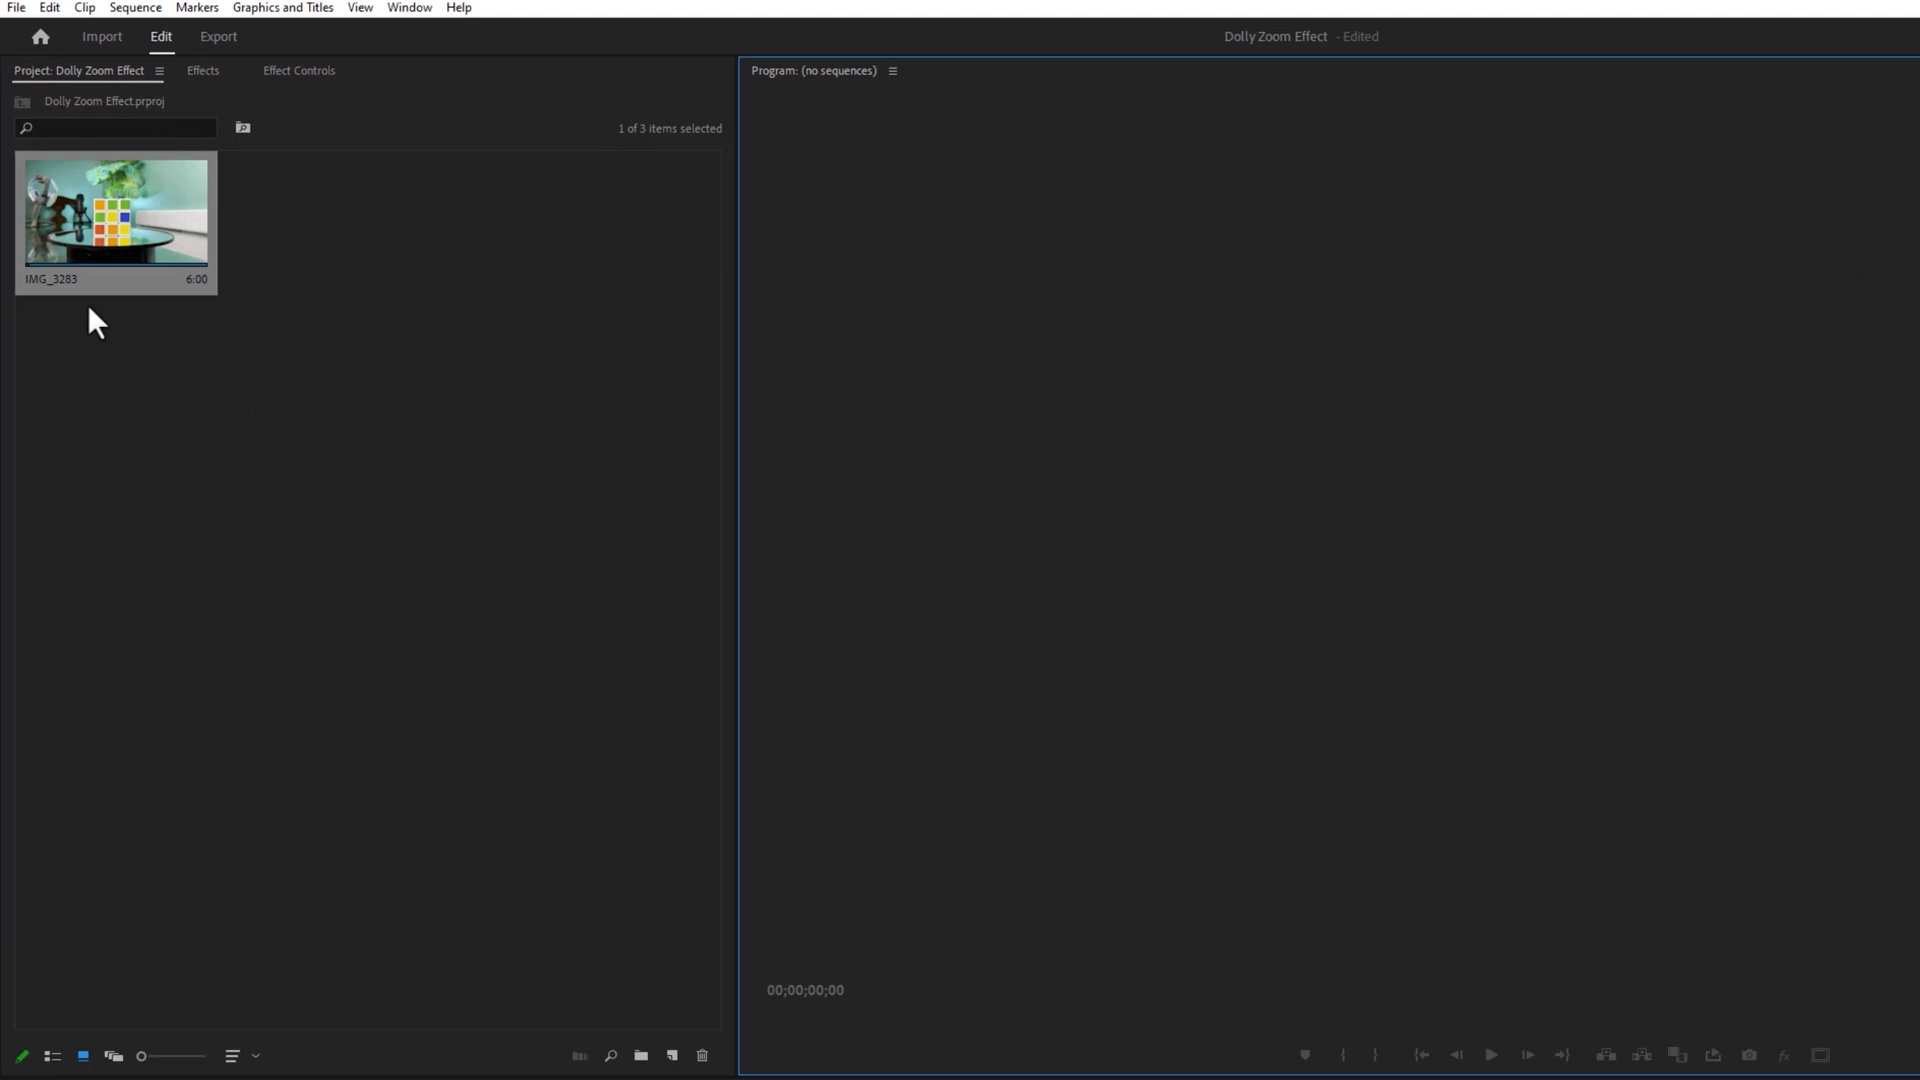 File Edit Clip Sequence Markers Graphics and Titles View Window Help
Import Edit Export Dolly Zoom Effect - Edited
Project: Dolly Zoom Effect Effects Effect Controls Program: (no sequences)
Dolly Zoom Effect.prproj
1 of 3 items selected
IMG_3283 6:00
00;00;00;00
fx